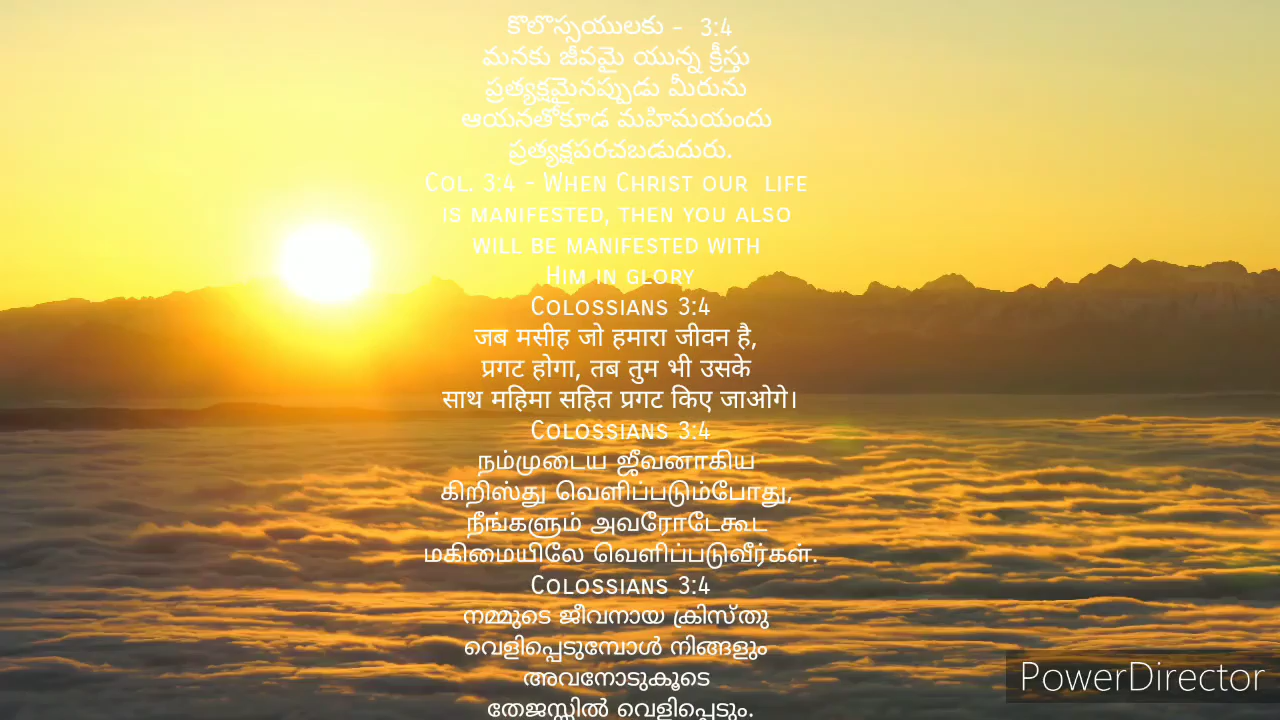 కొలొస్సయులకు - 3:4
మనకు జీవమై యున్న క్రీస్తు
ప్రత్యక్షమైనప్పుడు మీరును
ఆయనతోకూడ మహిమయందు
ప్రత్యక్షపరచబడుదురు.
Col. 3:4 - When Christ our life
is manifested, then you also
will be manifested with
Him in glory
Colossians 3:4
जब मसीह जो हमारा जीवन है,
प्रगट होगा, तब तुम भी उसके
साथ महिमा सहित प्रगट किए जाओगे।
Colossians 3:4
நம்முடைய ஜீவனாகிய
கிறிஸ்து வெளிப்படும்போது,
நீங்களும் அவரோடேகூட
மகிமையிலே வெளிப்படுவீர்கள்.
Colossians 3:4
നമ്മുടെ ജീവനായ ക്രിസ്തു
വെളിപ്പെടുമ്പോൾ നിങ്ങളും
അവനോടുകൂടെ
തേജസ്സിൽ വെളിപ്പെടും.
PowerDirector